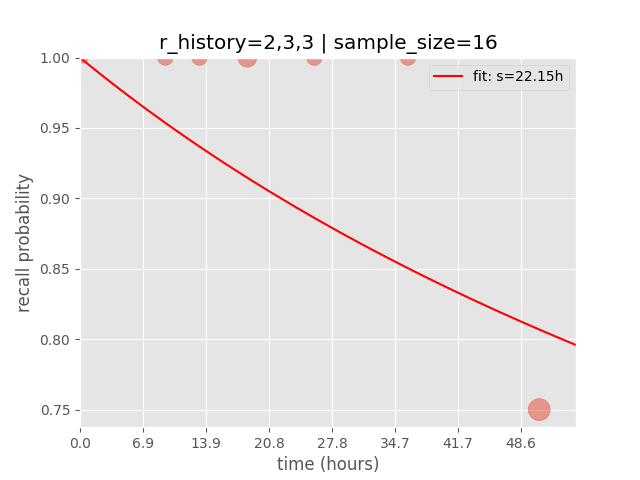 r_history=2,3,3 | sample_size=16
fit: s=22.15h
recall probability
1.00
0.95
0.90
0.85
0.80
0.75
0.0 6.9 13.9 20.8 27.8 34.7 41.7 48.6
time (hours)